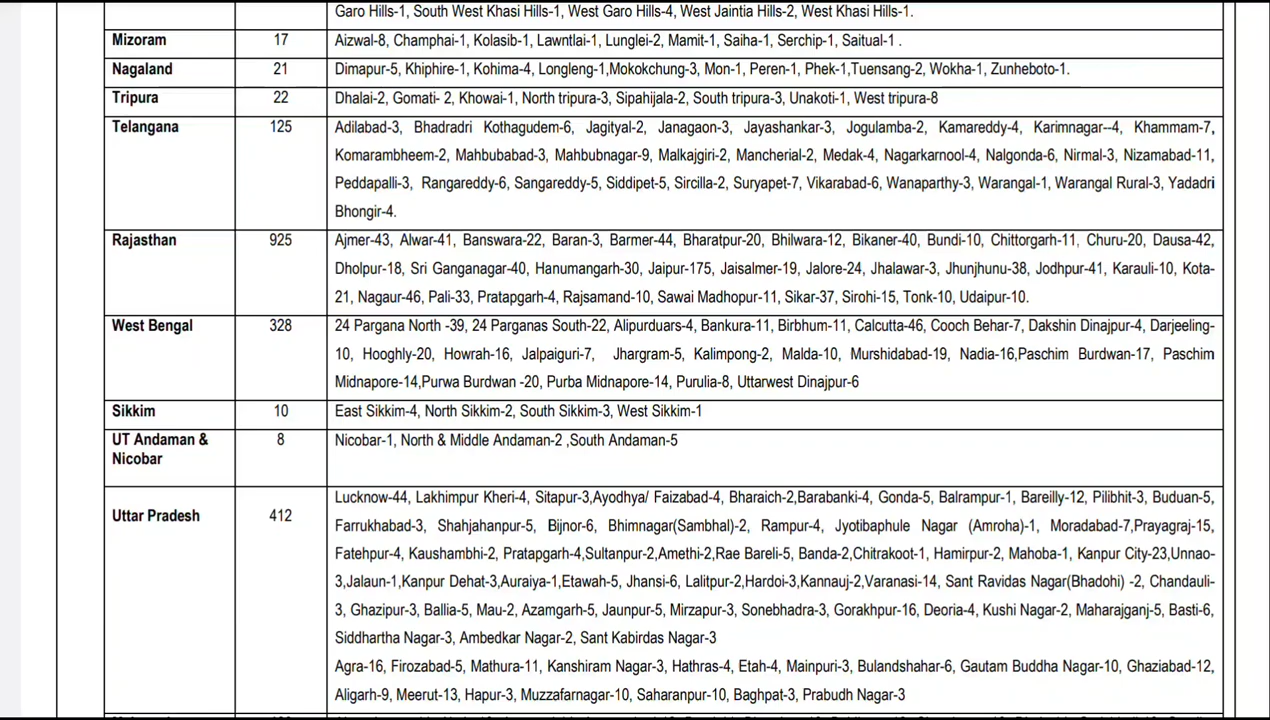 Garo Hills-1, South West Khasi Hills-1, West Garo Hills-4, West Jaintia Hills-2, West Khasi Hills-1.
Mizoram 17 Aizwal-8, Champhai-1, Kolasib-1, Lawntlai-1, Lunglei-2, Mamit-1, Saiha-1, Serchip-1, Saitual-1 .
Nagaland 21 Dimapur-5, Khiphire-1, Kohima-4, Longleng-1,Mokokchung-3, Mon-1, Peren-1, Phek-1,Tuensang-2, Wokha-1, Zunheboto-1.
Tripura 22 Dhalai-2, Gomati- 2, Khowai-1, North tripura-3, Sipahijala-2, South tripura-3, Unakoti-1, West tripura-8
Telangana 125 Adilabad-3, Bhadradri Kothagudem-6, Jagityal-2, Janagaon-3, Jayashankar-3, Jogulamba-2, Kamareddy-4, Karimnagar--4, Khammam-7,
Komarambheem-2, Mahbubabad-3, Mahbubnagar-9, Malkajgiri-2, Mancherial-2, Medak-4, Nagarkarnool-4, Nalgonda-6, Nirmal-3, Nizamabad-11,
Peddapalli-3, Rangareddy-6, Sangareddy-5, Siddipet-5, Sircilla-2, Suryapet-7, Vikarabad-6, Wanaparthy-3, Warangal-1, Warangal Rural-3, Yadadri
Bhongir-4.
Rajasthan 925 Ajmer-43, Alwar-41, Banswara-22, Baran-3, Barmer-44, Bharatpur-20, Bhilwara-12, Bikaner-40, Bundi-10, Chittorgarh-11, Churu-20, Dausa-42,
Dholpur-18, Sri Ganganagar-40, Hanumangarh-30, Jaipur-175, Jaisalmer-19, Jalore-24, Jhalawar-3, Jhunjhunu-38, Jodhpur-41, Karauli-10, Kota-
21, Nagaur-46, Pali-33, Pratapgarh-4, Rajsamand-10, Sawai Madhopur-11, Sikar-37, Sirohi-15, Tonk-10, Udaipur-10.
West Bengal 328 24 Pargana North -39, 24 Parganas South-22, Alipurduars-4, Bankura-11, Birbhum-11, Calcutta-46, Cooch Behar-7, Dakshin Dinajpur-4, Darjeeling-
10, Hooghly-20, Howrah-16, Jalpaiguri-7, Jhargram-5, Kalimpong-2, Malda-10, Murshidabad-19, Nadia-16,Paschim Burdwan-17, Paschim
Midnapore-14,Purwa Burdwan -20, Purba Midnapore-14, Purulia-8, Uttarwest Dinajpur-6
Sikkim 10 East Sikkim-4, North Sikkim-2, South Sikkim-3, West Sikkim-1
UT Andaman & 8 Nicobar-1, North & Middle Andaman-2 ,South Andaman-5
Nicobar
Lucknow-44, Lakhimpur Kheri-4, Sitapur-3,Ayodhya/ Faizabad-4, Bharaich-2,Barabanki-4, Gonda-5, Balrampur-1, Bareilly-12, Pilibhit-3, Buduan-5,
Uttar Pradesh 412 Farrukhabad-3, Shahjahanpur-5, Bijnor-6, Bhimnagar(Sambhal)-2, Rampur-4, Jyotibaphule Nagar (Amroha)-1, Moradabad-7,Prayagraj-15,
Fatehpur-4, Kaushambhi-2, Pratapgarh-4,Sultanpur-2,Amethi-2,Rae Bareli-5, Banda-2,Chitrakoot-1, Hamirpur-2, Mahoba-1, Kanpur City-23,Unnao-
3,Jalaun-1,Kanpur Dehat-3,Auraiya-1,Etawah-5, Jhansi-6, Lalitpur-2,Hardoi-3,Kannauj-2,Varanasi-14, Sant Ravidas Nagar(Bhadohi) -2, Chandauli-
3, Ghazipur-3, Ballia-5, Mau-2, Azamgarh-5, Jaunpur-5, Mirzapur-3, Sonebhadra-3, Gorakhpur-16, Deoria-4, Kushi Nagar-2, Maharajganj-5, Basti-6,
Siddhartha Nagar-3, Ambedkar Nagar-2, Sant Kabirdas Nagar-3
Agra-16, Firozabad-5, Mathura-11, Kanshiram Nagar-3, Hathras-4, Etah-4, Mainpuri-3, Bulandshahar-6, Gautam Buddha Nagar-10, Ghaziabad-12,
Aligarh-9, Meerut-13, Hapur-3, Muzzafarnagar-10, Saharanpur-10, Baghpat-3, Prabudh Nagar-3